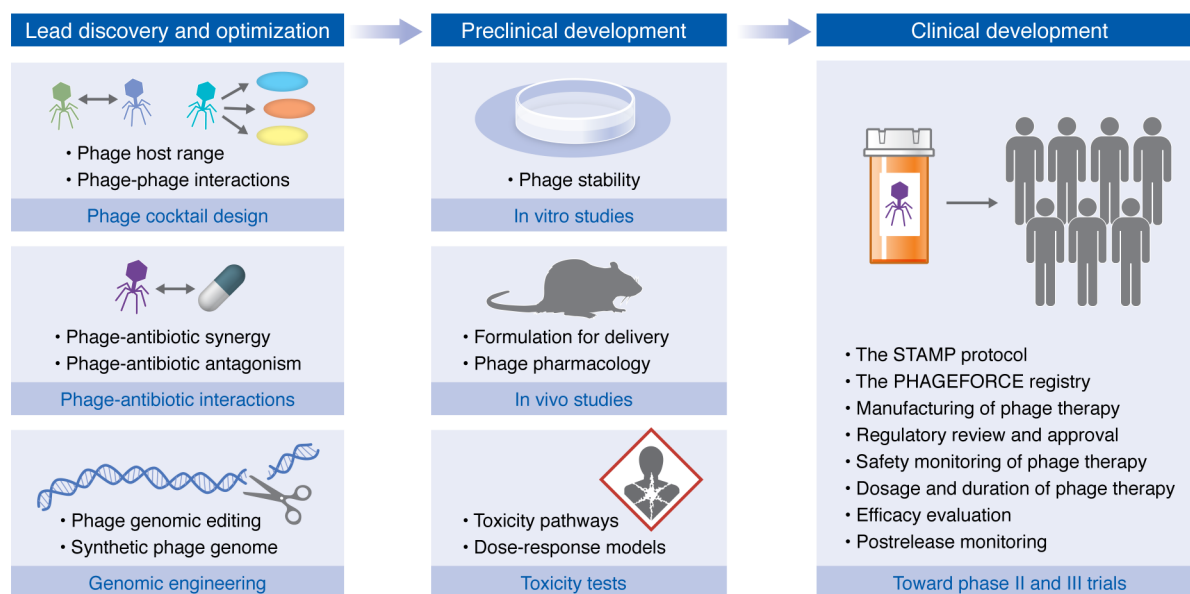 Lead discovery and optimization
Preclinical development
Clinical development
• Phage host range
• Phage-phage interactions
Phage cocktail design
• Phage-antibiotic synergy
• Phage-antibiotic antagonism
Phage-antibiotic interactions
• Phage genomic editing
• Synthetic phage genome
Genomic engineering
• Phage stability
In vitro studies
• Formulation for delivery
• Phage pharmacology
In vivo studies
• Toxicity pathways
• Dose-response models
Toxicity tests
• The STAMP protocol
• The PHAGEFORCE registry
• Manufacturing of phage therapy
• Regulatory review and approval
• Safety monitoring of phage therapy
• Dosage and duration of phage therapy
• Efficacy evaluation
• Postrelease monitoring
Toward phase II and III trials